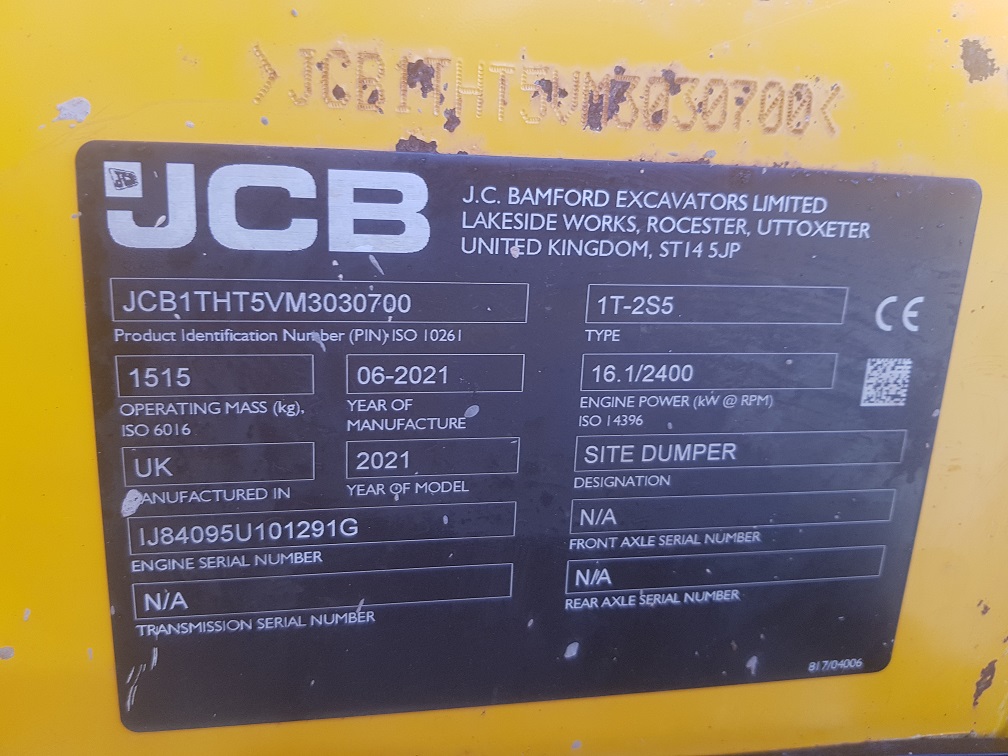 >JCB1THT5VM3030700<
JCB
J.C. BAMFORD EXCAVATORS LIMITED
LAKESIDE WORKS, ROCESTER, UTTOXETER
UNITED KINGDOM, ST14 5JP
JCB1THT5VM3030700
Product Identification Number (PIN) ISO 10261
1T-2S5
TYPE
CE
1515
OPERATING MASS (kg),
ISO 6016
06-2021
YEAR OF
MANUFACTURE
16.1/2400
ENGINE POWER (kW @ RPM)
ISO 14396
UK
MANUFACTURED IN
2021
YEAR OF MODEL
SITE DUMPER
DESIGNATION
IJ84095U101291G
ENGINE SERIAL NUMBER
N/A
FRONT AXLE SERIAL NUMBER
N/A
TRANSMISSION SERIAL NUMBER
N/A
REAR AXLE SERIAL NUMBER
817/04006